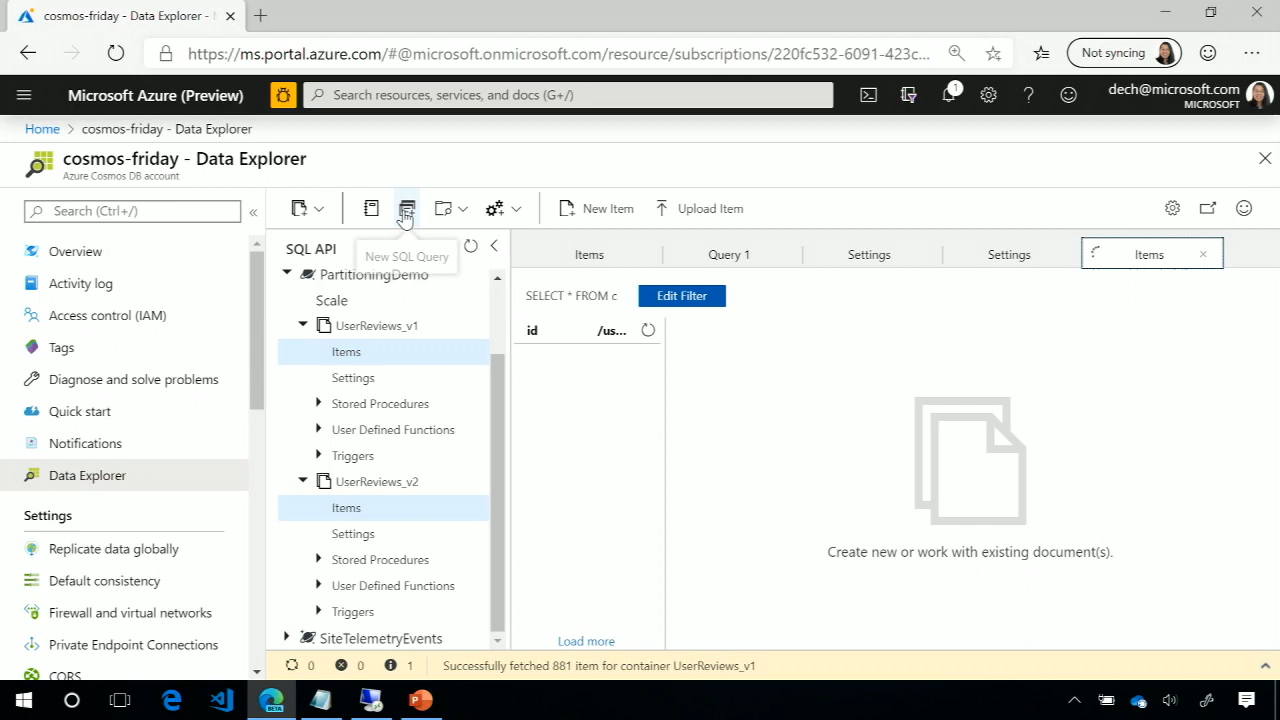 cosmos-friday - Data Explorer -
https://ms.portal.azure.com/#@microsoft.onmicrosoft.com/resource/subscriptions/220fc532-6091-423c...
Not syncing
Microsoft Azure (Preview)
Search resources, services, and docs (G+/)
1
dech@microsoft.com
MICROSOFT
Home > cosmos-friday - Data Explorer
cosmos-friday - Data Explorer
Azure Cosmos DB account
Search (Ctrl+/)
«
Overview
Activity log
Access control (IAM)
Tags
Diagnose and solve problems
Quick start
Notifications
Data Explorer
Settings
Replicate data globally
Default consistency
Firewall and virtual networks
Private Endpoint Connections
CORS
New Item
Upload Item
SQL API
New SQL Query
PartitioningDemo
Scale
UserReviews_v1
Items
Settings
Stored Procedures
User Defined Functions
Triggers
UserReviews_v2
Items
Settings
Stored Procedures
User Defined Functions
Triggers
SiteTelemetryEvents
Items
Query 1
Settings
Settings
Items
SELECT * FROM c
Edit Filter
id
/us...
Load more
Create new or work with existing document(s).
0
0
1
Successfully fetched 881 item for container UserReviews_v1